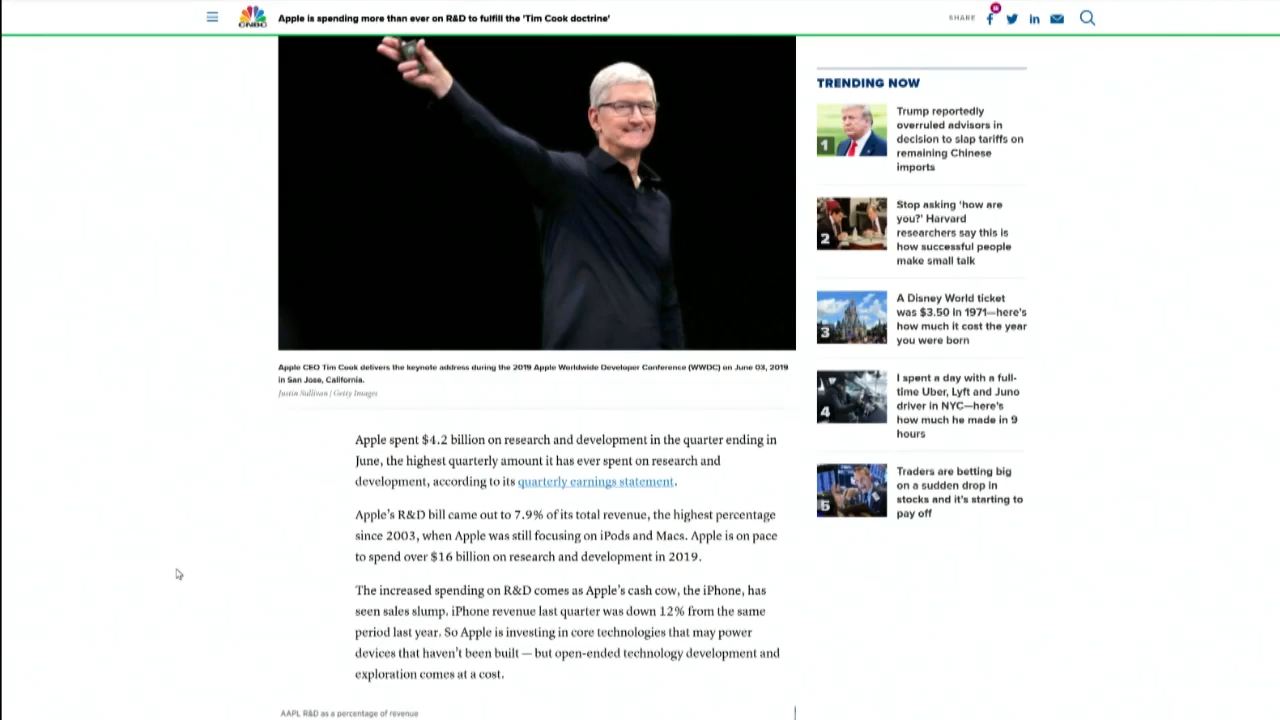 CNBC
Apple is spending more than ever on R&D to fulfill the 'Tim Cook doctrine'
SHARE
Apple CEO Tim Cook delivers the keynote address during the 2019 Apple Worldwide Developer Conference (WWDC) on June 03, 2019
in San Jose, California.
Justin Sullivan | Getty Images
Apple spent $4.2 billion on research and development in the quarter ending in
June, the highest quarterly amount it has ever spent on research and
development, according to its quarterly earnings statement.
Apple's R&D bill came out to 7.9% of its total revenue, the highest percentage
since 2003, when Apple was still focusing on iPods and Macs. Apple is on pace
to spend over $16 billion on research and development in 2019.
The increased spending on R&D comes as Apple's cash cow, the iPhone, has
seen sales slump. iPhone revenue last quarter was down 12% from the same
period last year. So Apple is investing in core technologies that may power
devices that haven't been built — but open-ended technology development and
exploration comes at a cost.
AAPL R&D as a percentage of revenue
TRENDING NOW
1
Trump reportedly
overruled advisors in
decision to slap tariffs on
remaining Chinese
imports
2
Stop asking 'how are
you?' Harvard
researchers say this is
how successful people
make small talk
3
A Disney World ticket
was $3.50 in 1971—here's
how much it cost the year
you were born
4
I spent a day with a full-
time Uber, Lyft and Juno
driver in NYC—here's
how much he made in 9
hours
5
Traders are betting big
on a sudden drop in
stocks and it's starting to
pay off